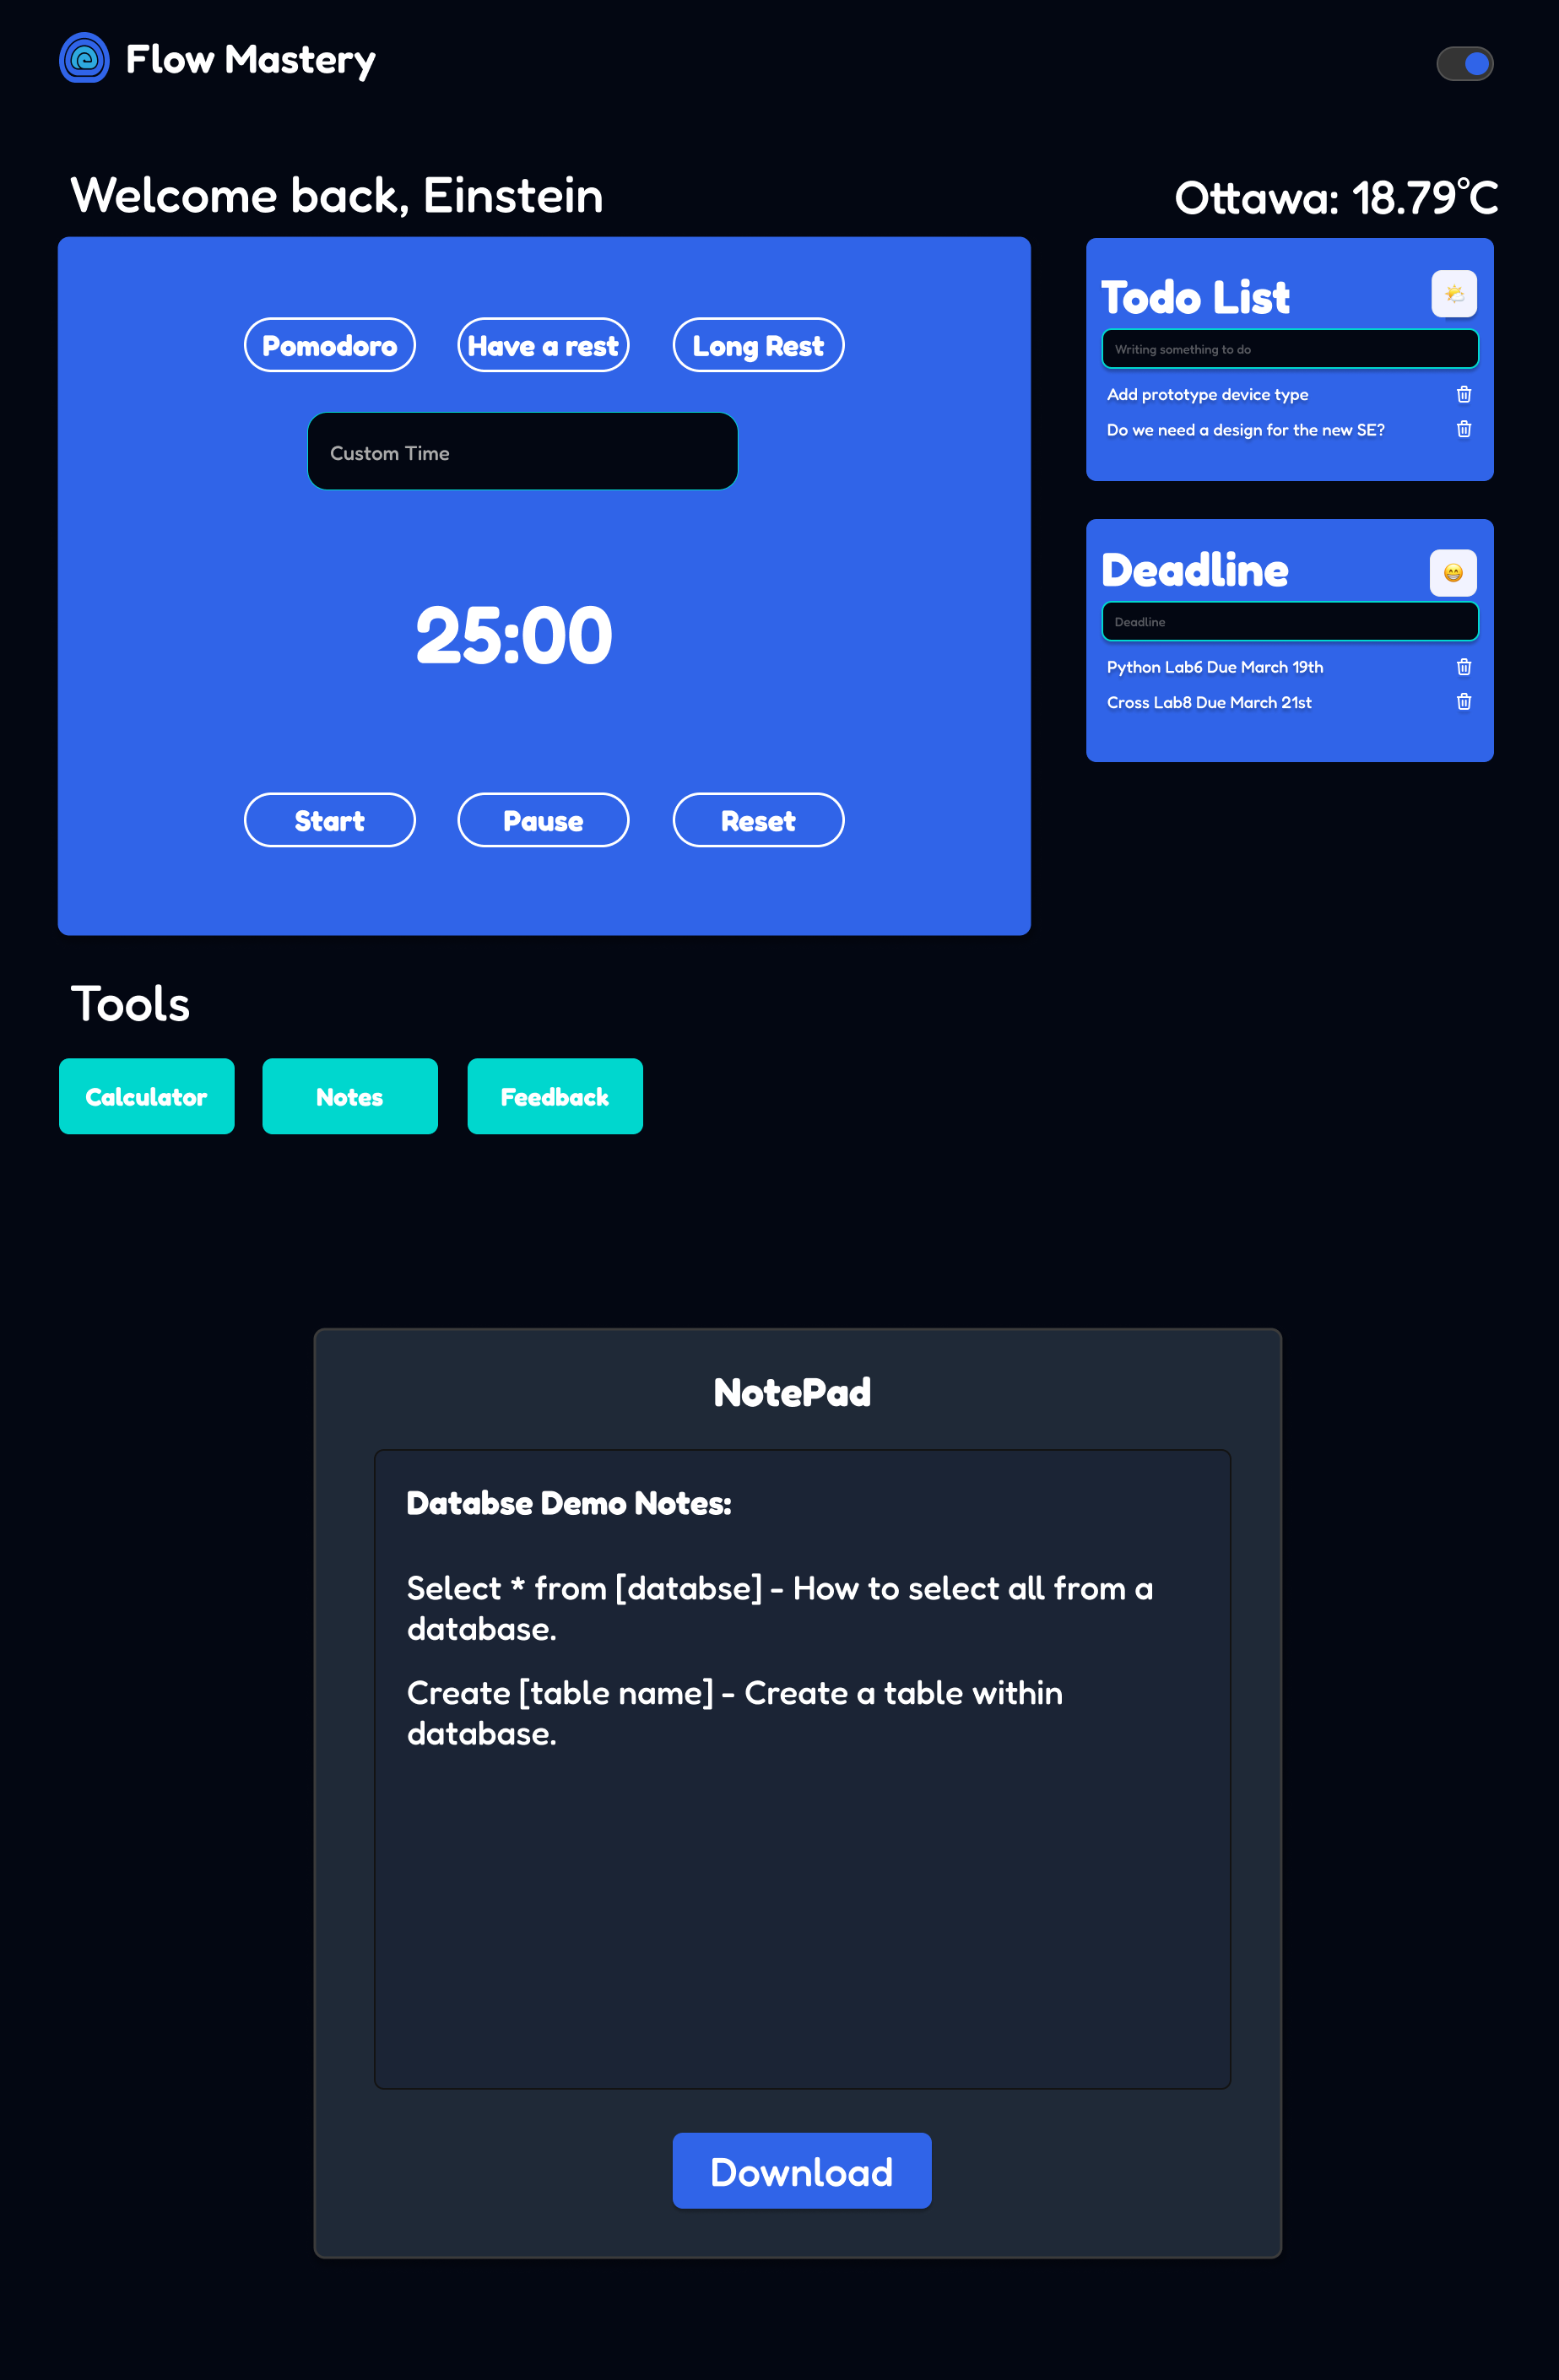 Flow Mastery
Welcome back, Einstein
Ottawa: 18.79°C
Pomodoro
Have a rest
Long Rest
Custom Time
25:00
Start
Pause
Reset
Todo List
Writing something to do
Add prototype device type
Do we need a design for the new SE?
Deadline
Deadline
Python Lab6 Due March 19th
Cross Lab8 Due March 21st
Tools
Calculator
Notes
Feedback
NotePad
Databse Demo Notes:
Select * from [databse] - How to select all from a
database.
Create [table name] - Create a table within
database.
Download